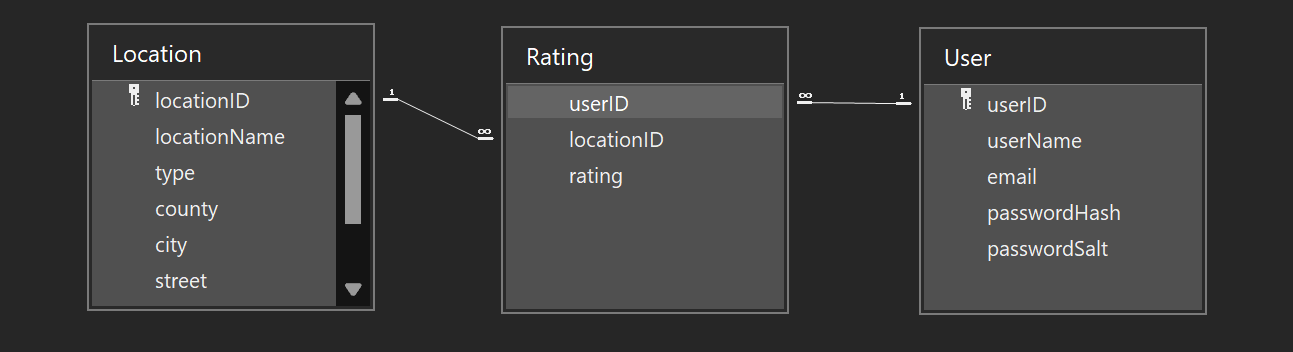 Location
locationID
locationName
type
county
city
street
1
∞
Rating
userID
locationID
rating
∞
1
User
userID
userName
email
passwordHash
passwordSalt